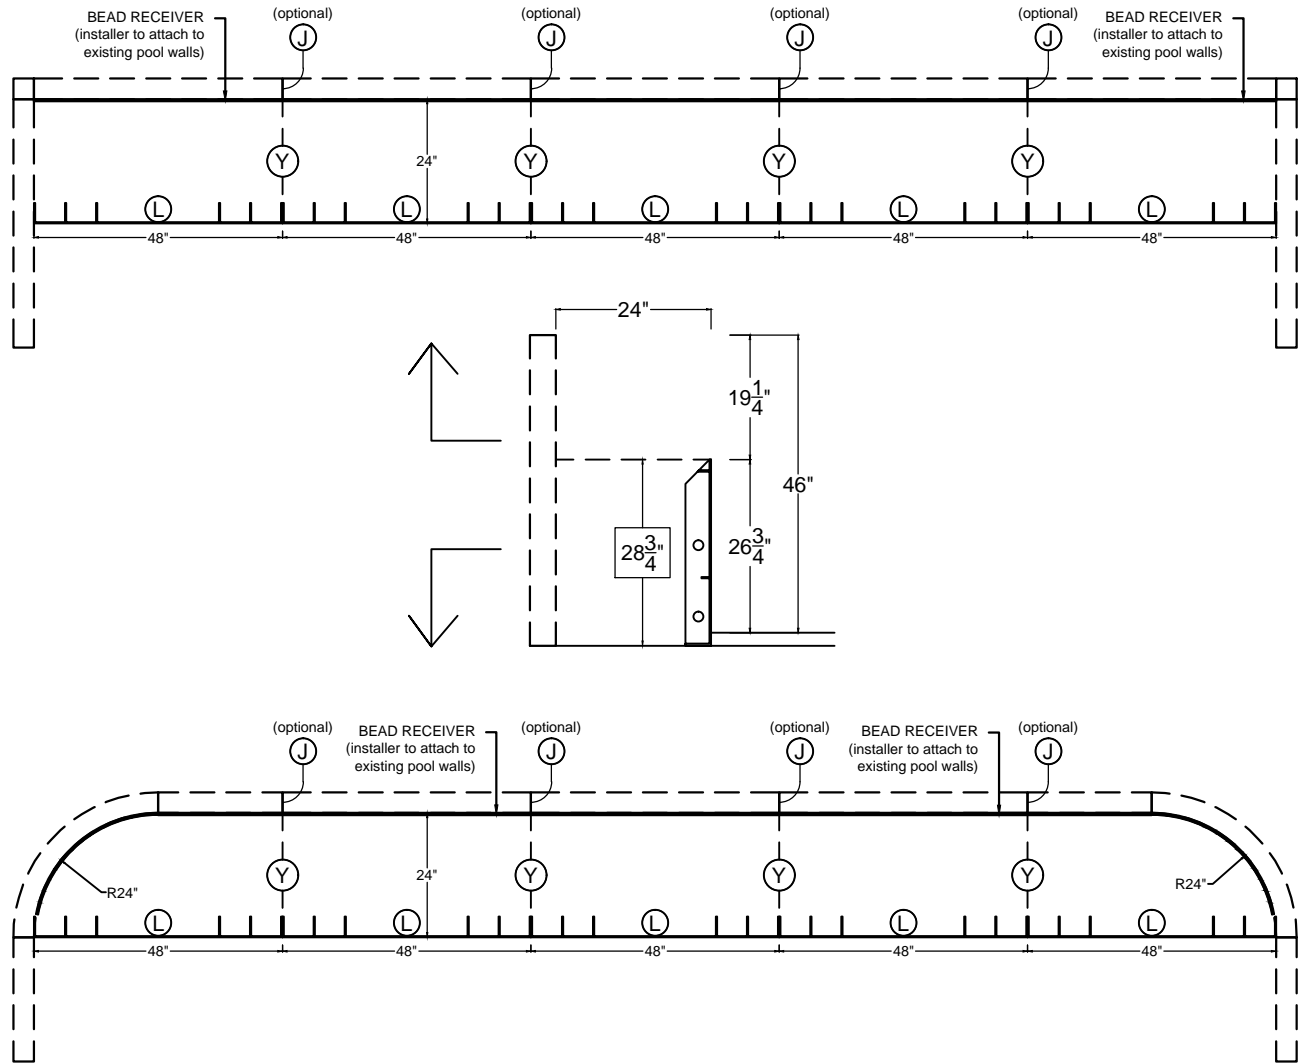 BEAD RECEIVER
(installer to attach to
existing pool walls)
(optional)
J
(optional)
J
(optional)
J
(optional)
J
BEAD RECEIVER
(installer to attach to
existing pool walls)
Y
24"
Y
Y
Y
L
L
L
L
L
48"
48"
48"
48"
48"
24"
19 1/4"
46"
28 3/4"
26 3/4"
(optional)
J
BEAD RECEIVER
(installer to attach to
existing pool walls)
(optional)
J
(optional)
J
BEAD RECEIVER
(installer to attach to
existing pool walls)
(optional)
J
R24"
Y
24"
Y
Y
Y
R24"
L
L
L
L
L
48"
48"
48"
48"
48"